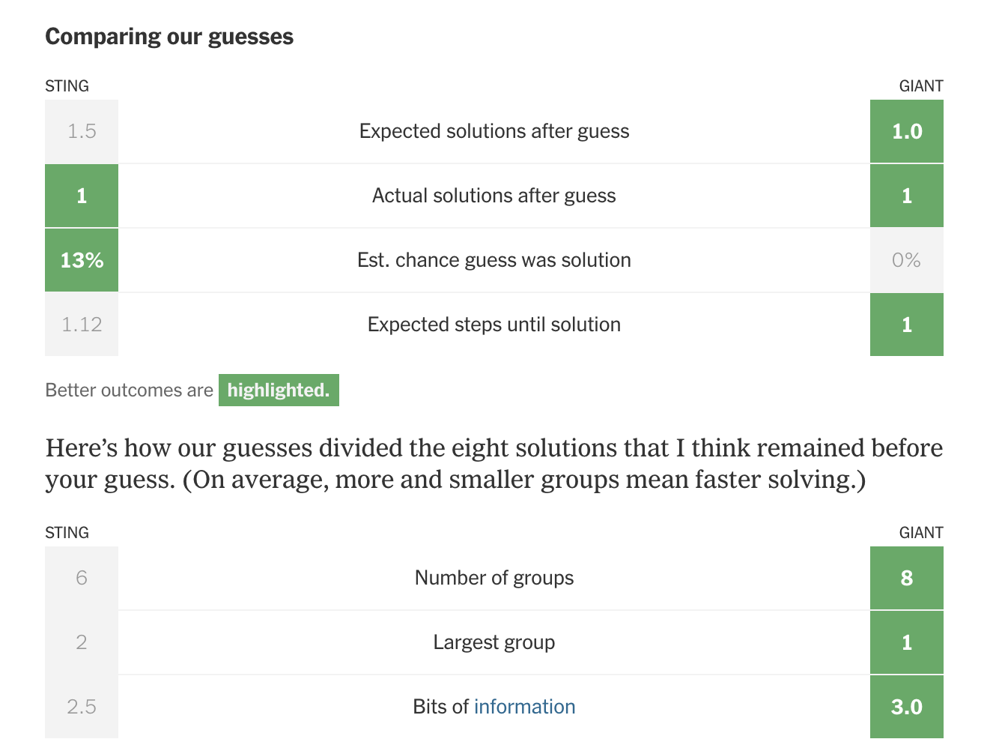 Comparing our guesses
STING GIANT
1.5 Expected solutions after guess 1.0
1 Actual solutions after guess 1
13% Est. chance guess was solution 0%
1.12 Expected steps until solution 1
Better outcomes are highlighted.
Here’s how our guesses divided the eight solutions that I think remained before
your guess. (On average, more and smaller groups mean faster solving.)
STING GIANT
6 Number of groups 8
2 Largest group 1
2.5 Bits of information 3.0